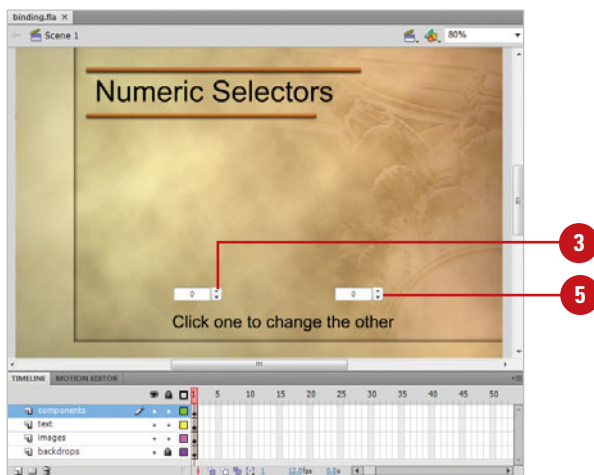 binding.fla ×
Scene 1
80%
Numeric Selectors
3
0
0
5
Click one to change the other
TIMELINE MOTION EDITOR
1 5 10 15 20 25 30 35 40 45 50
components
text
images
backdrops
1 12.0fps 0.0s